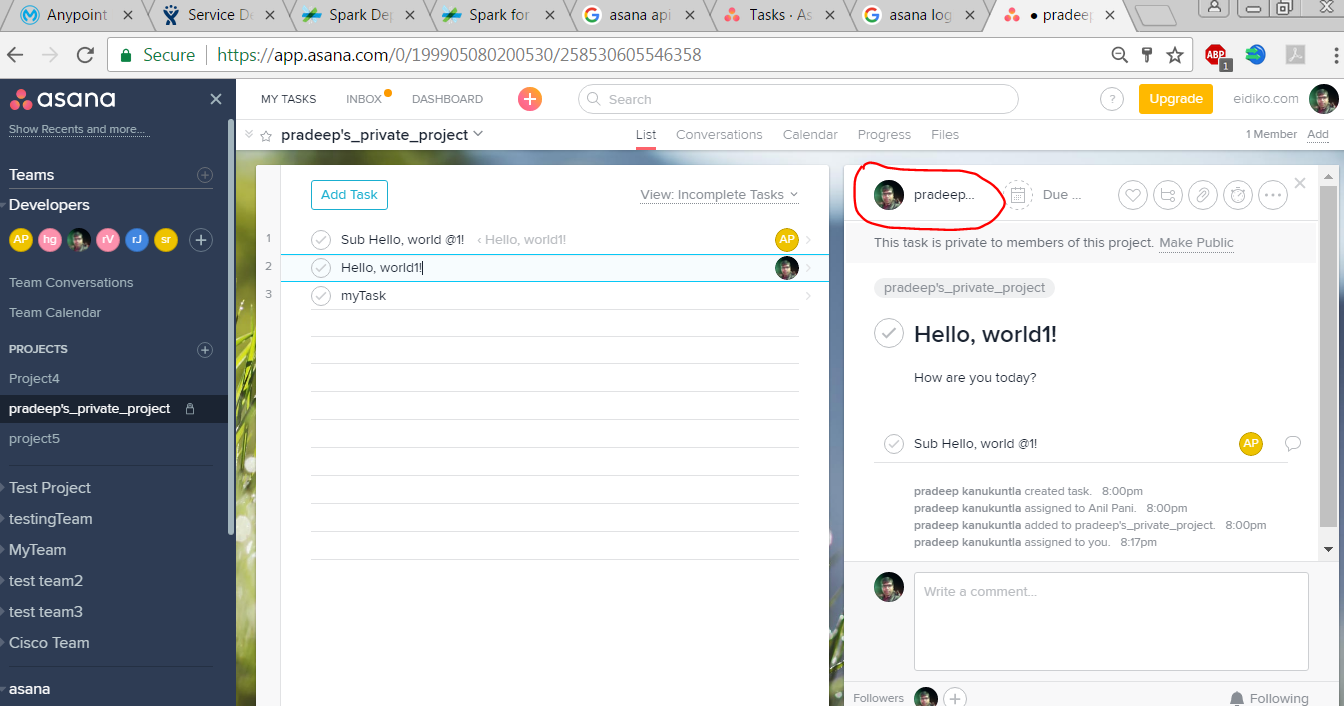 Anypoint
Service De
Spark Dep
Spark for
asana api
Tasks · As
asana log
● pradeep
Secure
https://app.asana.com/0/199905080200530/258530605546358
ABP
1
asana
Show Recents and more...
MY TASKS
INBOX
DASHBOARD
Search
?
Upgrade
eidiko.com
pradeep's_private_project
List
Conversations
Calendar
Progress
Files
1 Member
Add
Teams
Developers
AP
hg
rV
rJ
sr
Team Conversations
Team Calendar
PROJECTS
Project4
pradeep's_private_project
project5
Test Project
testingTeam
MyTeam
test team2
test team3
Cisco Team
asana
Add Task
View: Incomplete Tasks
1
Sub Hello, world @1! ‹ Hello, world1!
AP
2
Hello, world1!
3
myTask
pradeep...
Due ...
This task is private to members of this project. Make Public
pradeep's_private_project
Hello, world1!
How are you today?
Sub Hello, world @1!
AP
pradeep kanukuntla created task. 8:00pm
pradeep kanukuntla assigned to Anil Pani. 8:00pm
pradeep kanukuntla added to pradeep's_private_project. 8:00pm
pradeep kanukuntla assigned to you. 8:17pm
Write a comment...
Followers
Following